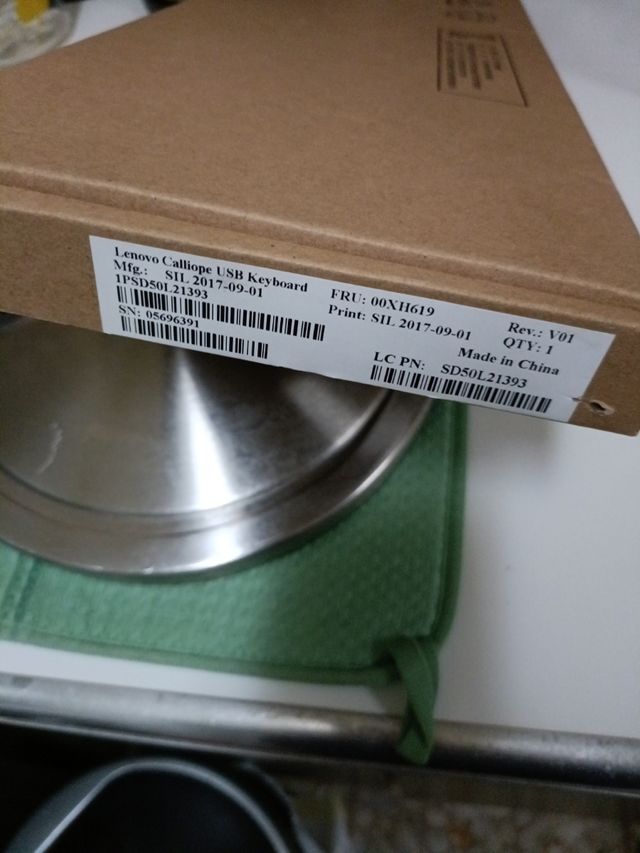 Lenovo Calliope USB Keyboard
Mfg.: SIL 2017-09-01
1PSD50L21393
SN: 05696391
FRU: 00XH619
Print: SIL 2017-09-01
Rev.: V01
QTY: 1
Made in China
LC PN: SD50L21393